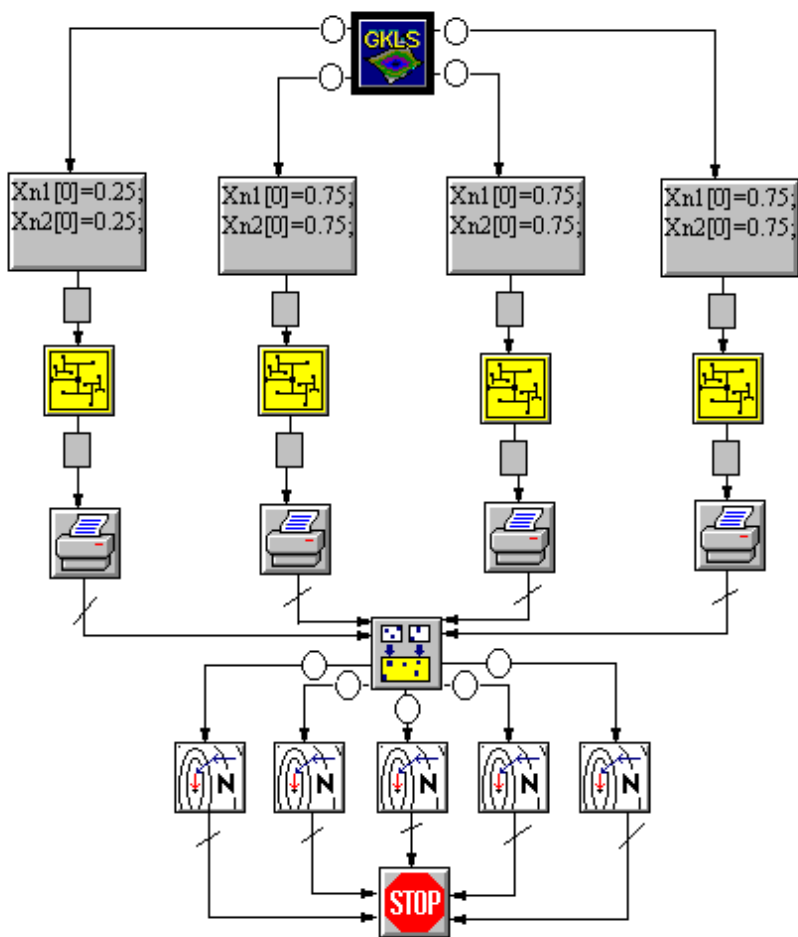 GKLS
Xn1[0]=0.25;
Xn2[0]=0.25;
Xn1[0]=0.75;
Xn2[0]=0.75;
Xn1[0]=0.75;
Xn2[0]=0.75;
Xn1[0]=0.75;
Xn2[0]=0.75;
N
N
N
N
N
STOP